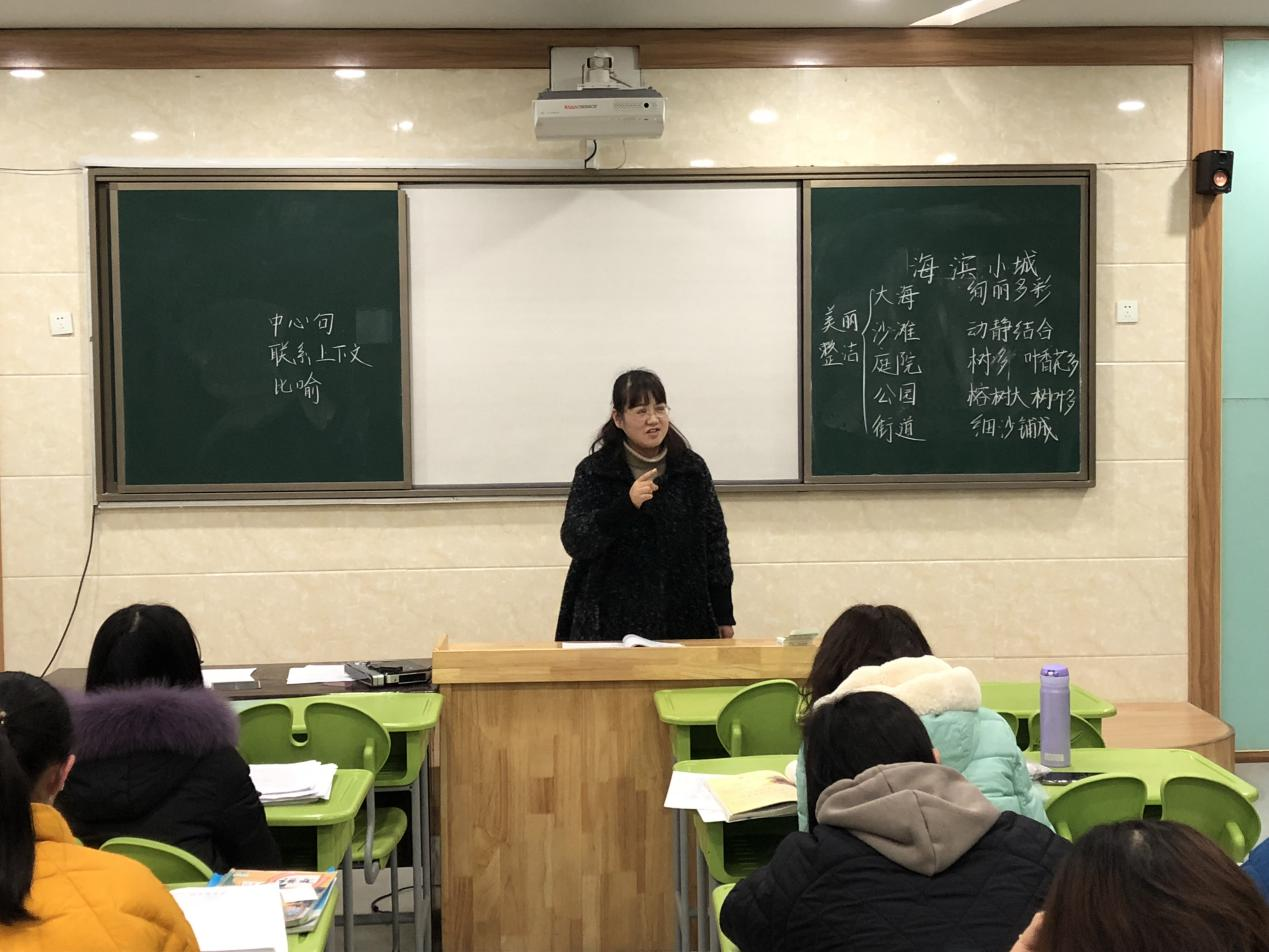 中心句
联系上下文
比喻
海滨小城
美丽
整洁
大海 绚丽多彩
沙滩 动静结合
庭院 树多 叶香花多
公园 榕树大 树叶多
街道 细沙铺成